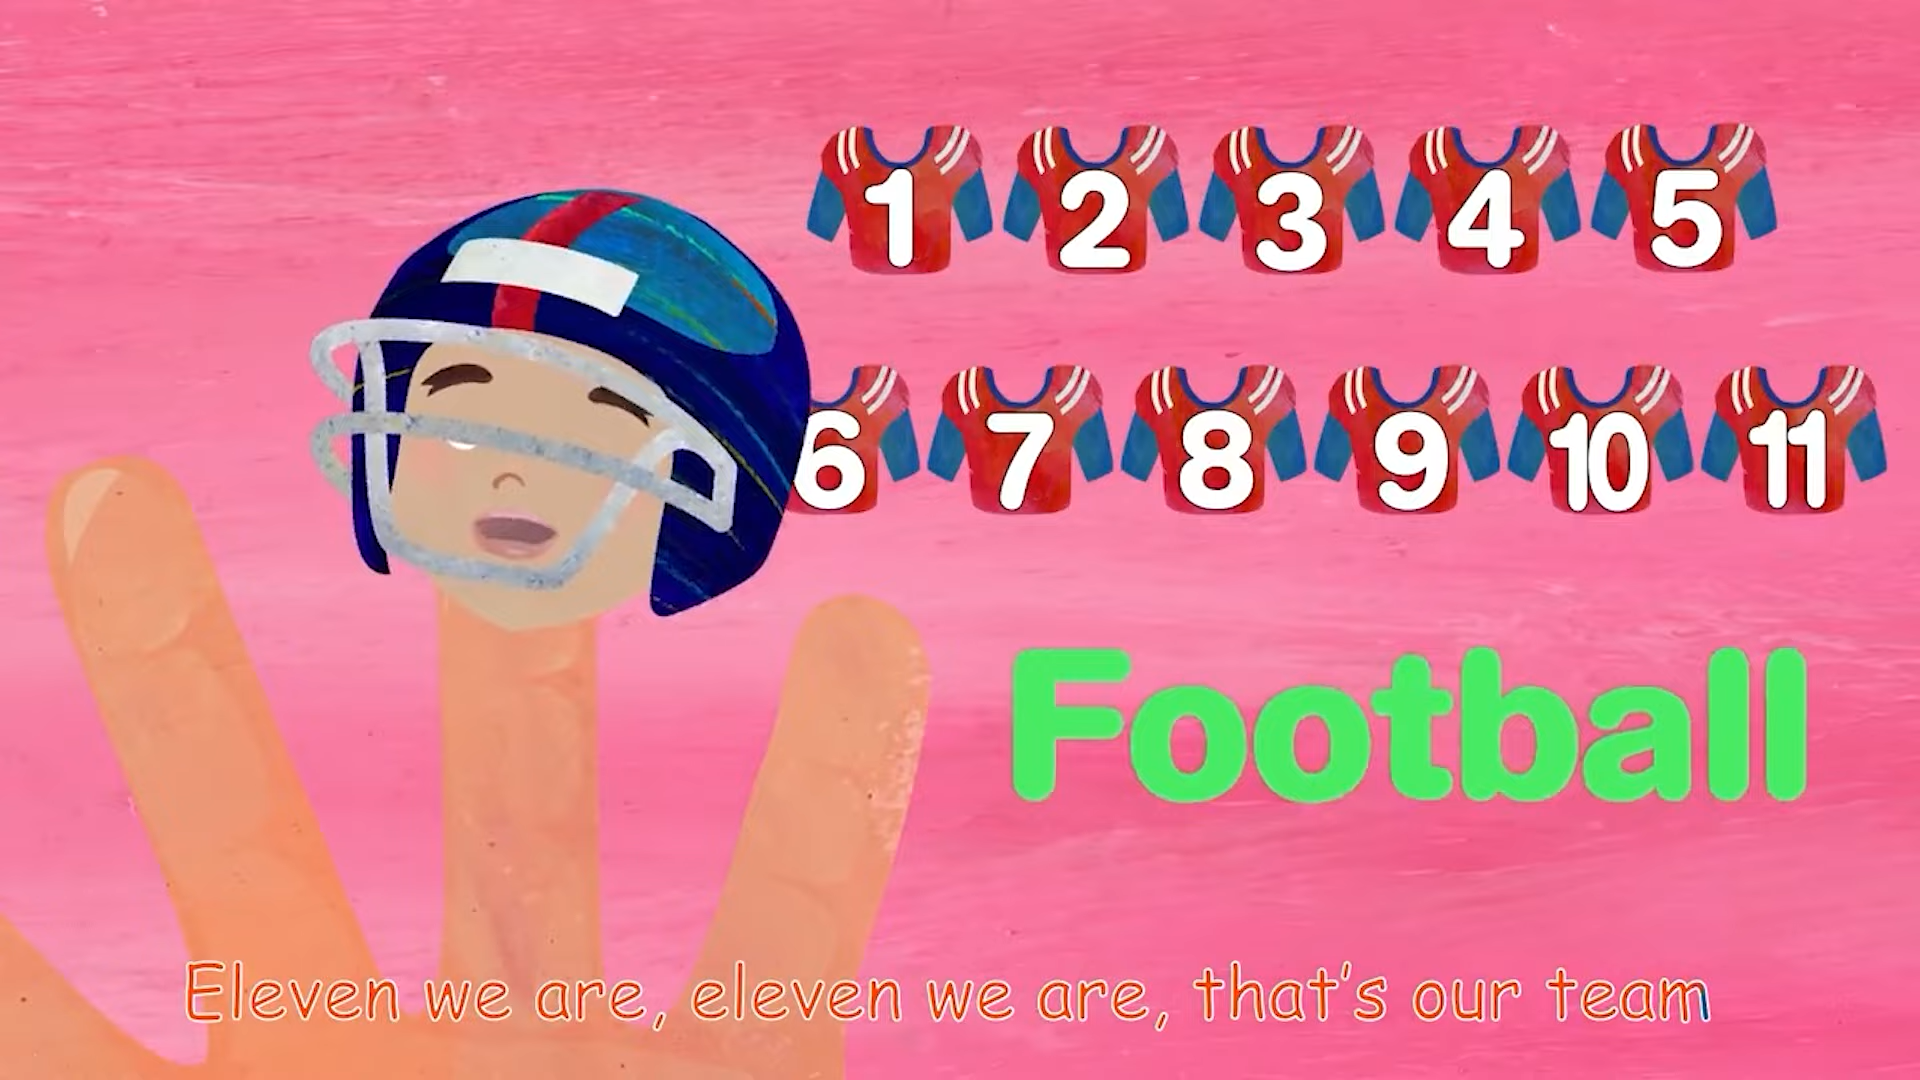 1 2 3 4 5
6 7 8 9 10 11
Football
Eleven we are, eleven we are, that's our team